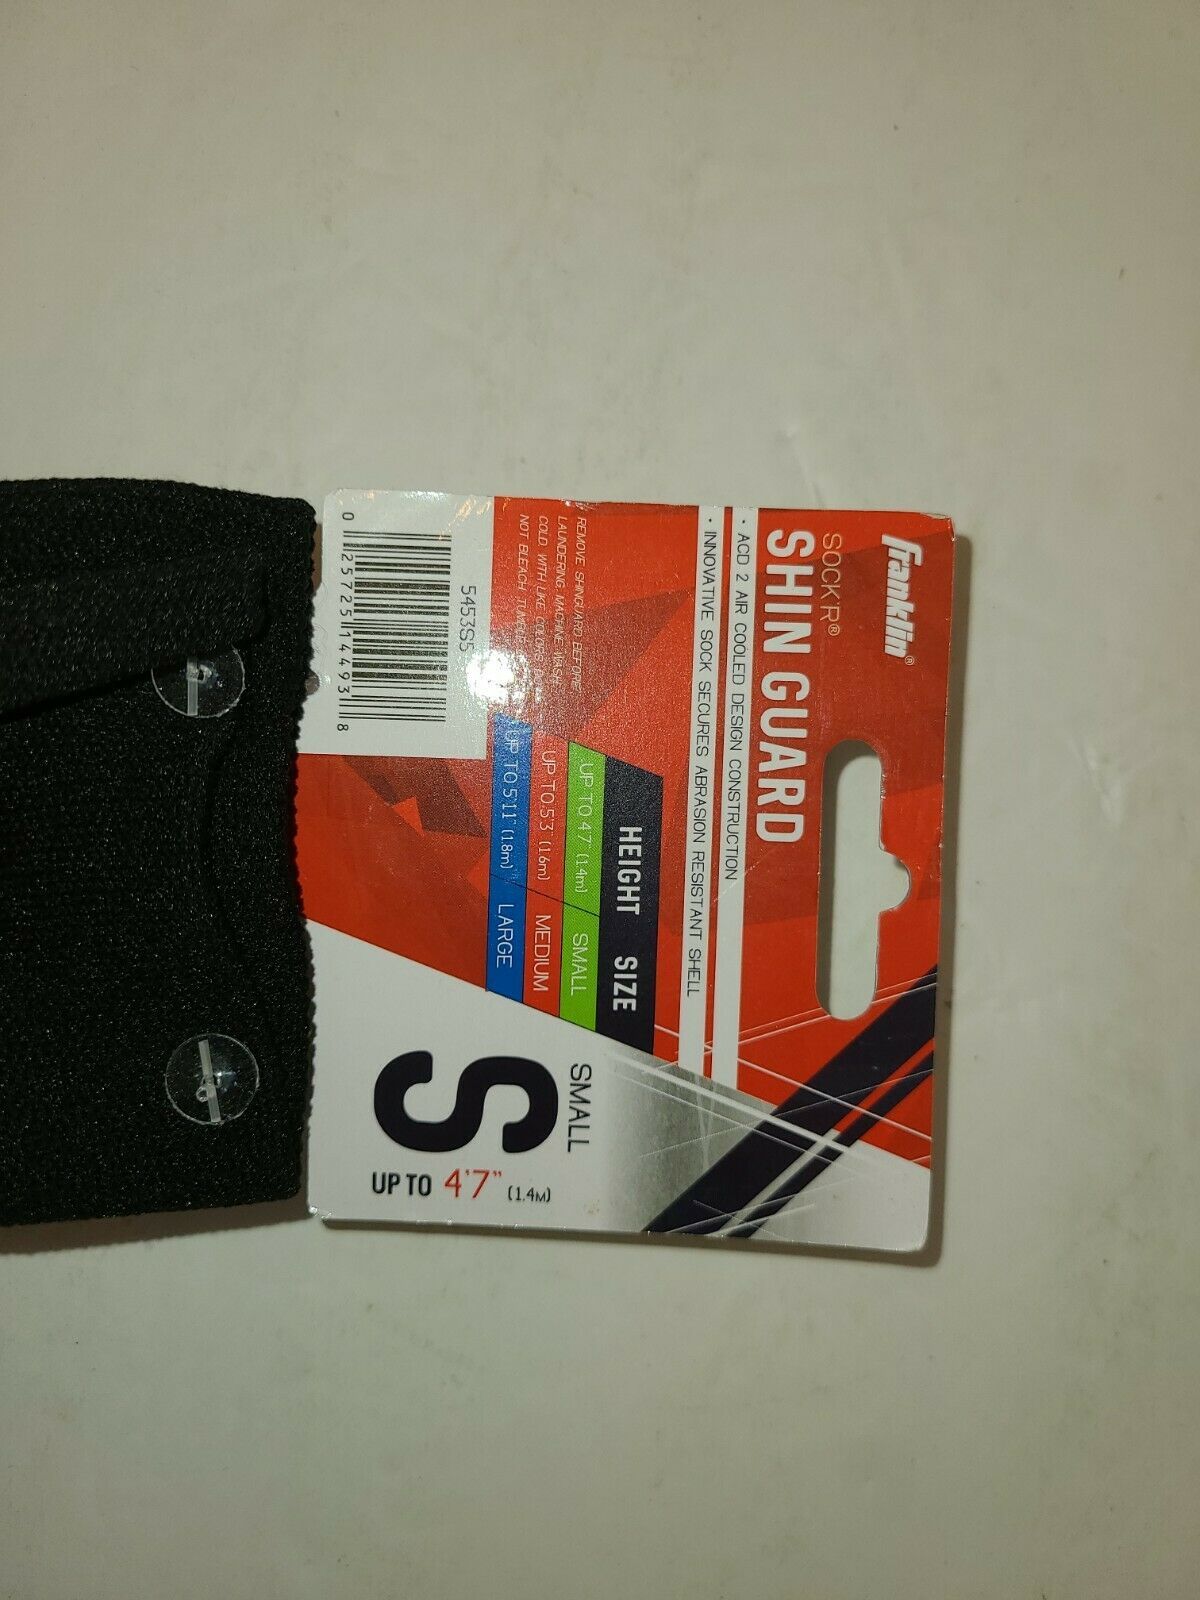 franklin®
SOCK'R®
SHIN GUARD
• ACD 2 AIR COOLED DESIGN CONSTRUCTION
• INNOVATIVE SOCK SECURES ABRASION RESISTANT SHELL
HEIGHT SIZE
UP TO 4'7" (1.4m) SMALL
UP TO 5'3" (1.6m) MEDIUM
UP TO 5'11" (1.8m) LARGE
REMOVE SHINGUARD BEFORE
LAUNDERING. MACHINE WASH
COLD WITH LIKE COLORS.
NOT BLEACH TUMBLE
5453S5
0 25725 14493 8
SMALL
S
UP TO 4'7" (1.4M)